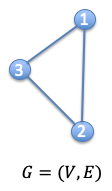 1
3
2
G = (V, E)